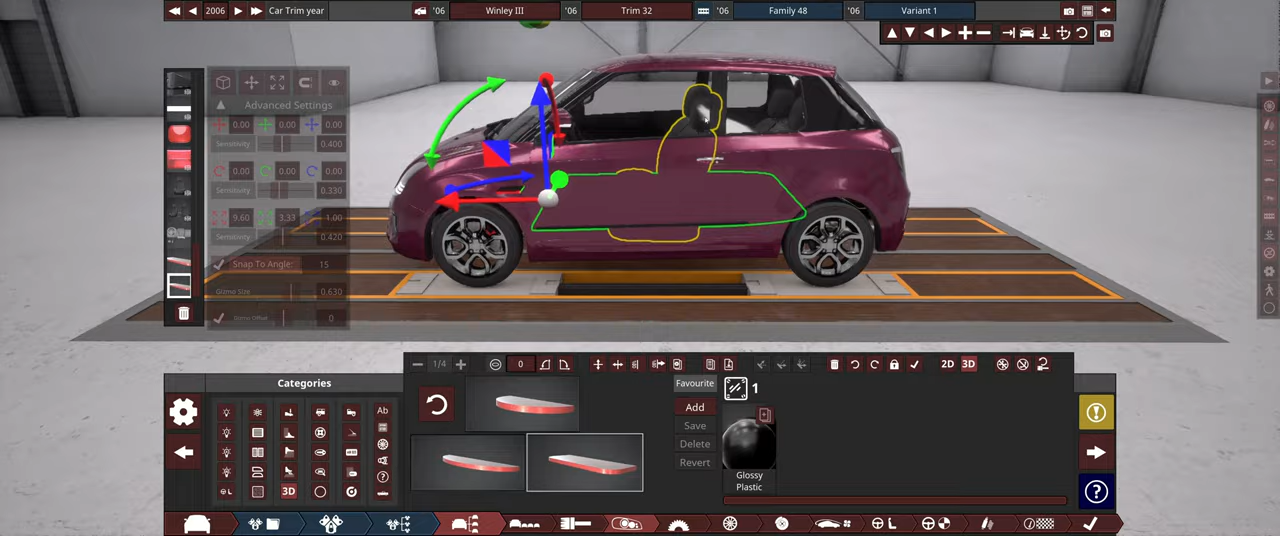 2006 Car Trim year '06 Winley III '06 Trim 32 '06 Family 48 '06 Variant 1
Advanced Settings
0.00 0.00 0.00
Sensitivity 0.400
0.00 0.00 0.00
Sensitivity 0.330
9.60 3.33 1.00
Sensitivity 0.420
Snap To Angle: 15
Gizmo Size 0.630
Gizmo Offset 0
1/4 0 2D 3D
Categories
Ab
3D
Favourite
Add
Save
Delete
Revert
1
Glossy
Plastic